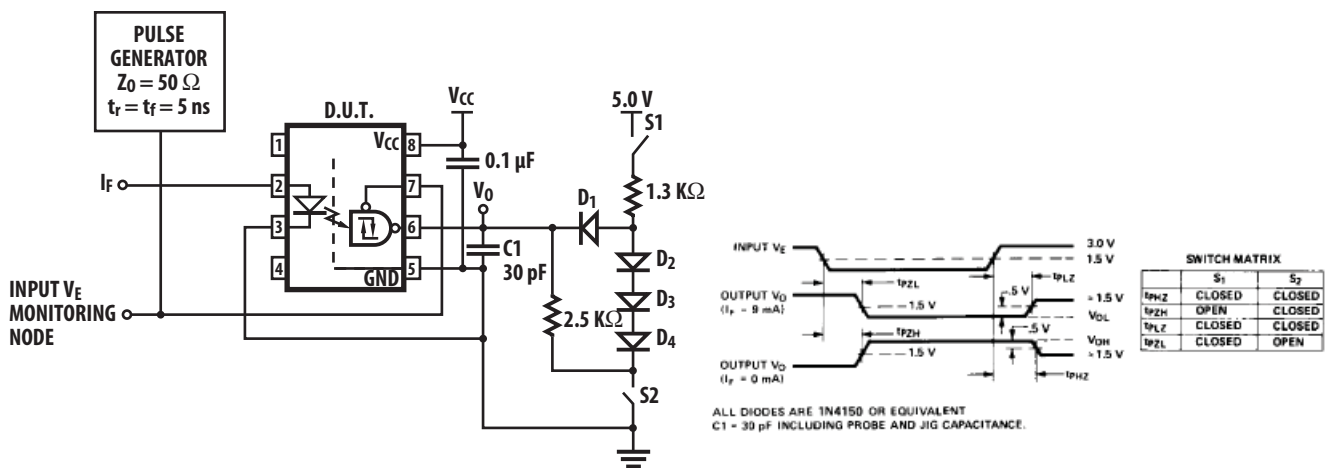 PULSE
GENERATOR
Z0 = 50 Ω
tr = tf = 5 ns
D.U.T.
VCC
5.0 V
S1
1
VCC
8
0.1 µF
IF
2
7
VO
D1
1.3 KΩ
3
6
C1
30 pF
D2
4
GND
5
D3
2.5 KΩ
D4
INPUT VE
MONITORING
NODE
S2
INPUT VE
3.0 V
1.5 V
tPZL
tPLZ
OUTPUT VO
(IF = 9 mA)
1.5 V
.5 V
≈ 1.5 V
VOL
tPZH
.5 V
VOH
OUTPUT VO
(IF = 0 mA)
1.5 V
≈ 1.5 V
tPHZ
SWITCH MATRIX
S1 S2
tPHZ CLOSED CLOSED
tPZH OPEN CLOSED
tPLZ CLOSED CLOSED
tPZL CLOSED OPEN
ALL DIODES ARE 1N4150 OR EQUIVALENT
C1 = 30 pF INCLUDING PROBE AND JIG CAPACITANCE.